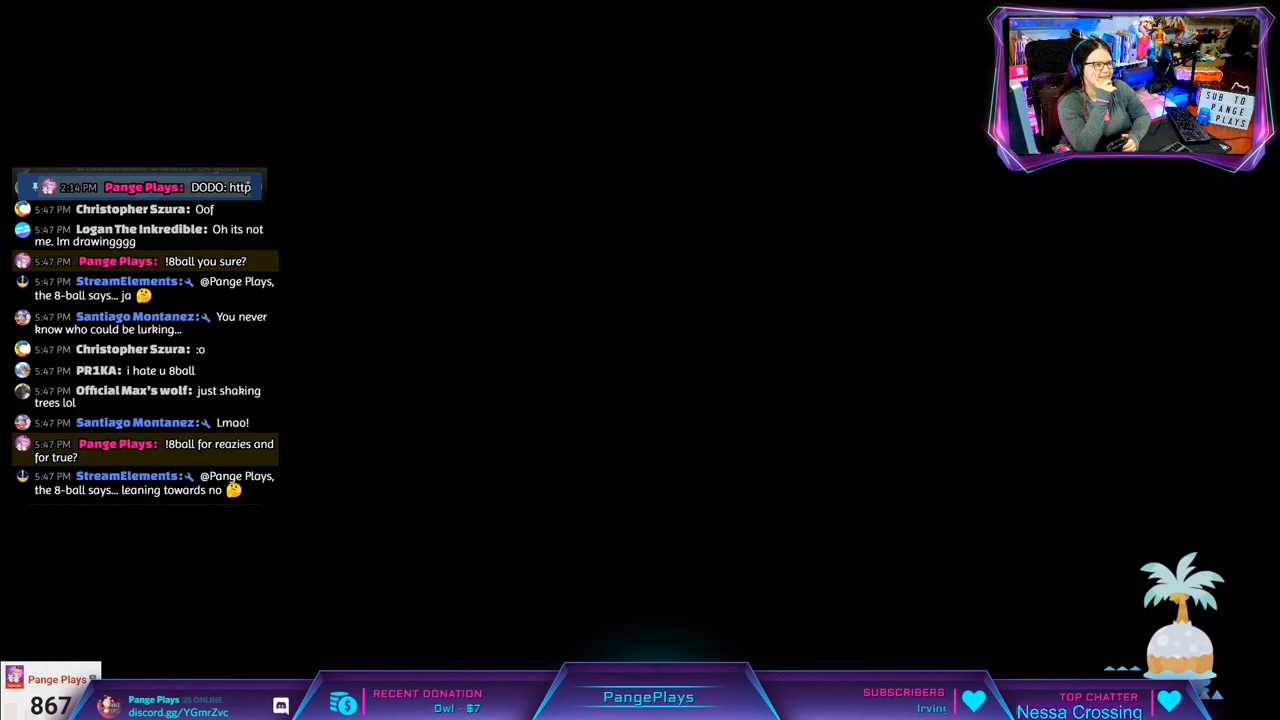 SUB TO
PANGE
PLAYS
2:14 PM Pange Plays: DODO: http
5:47 PM Christopher Szura: Oof
5:47 PM Logan The Inkredible: Oh its not
me. Im drawingggg
5:47 PM Pange Plays: !8ball you sure?
5:47 PM StreamElements: @Pange Plays,
the 8-ball says... ja 🤔
5:47 PM Santiago Montanez: You never
know who could be lurking...
5:47 PM Christopher Szura: :o
5:47 PM PR1KA: i hate u 8ball
5:47 PM Official Max's wolf: just shaking
trees lol
5:47 PM Santiago Montanez: Lmao!
5:47 PM Pange Plays: !8ball for reazies and
for true?
5:47 PM StreamElements: @Pange Plays,
the 8-ball says... leaning towards no 🤔
Pange Plays
867
Pange Plays 35 ONLINE
discord.gg/YGmrZvc
RECENT DONATION
Owl - $7
PangePlays
SUBSCRIBERS
Irvin
TOP CHATTER
Nessa Crossing